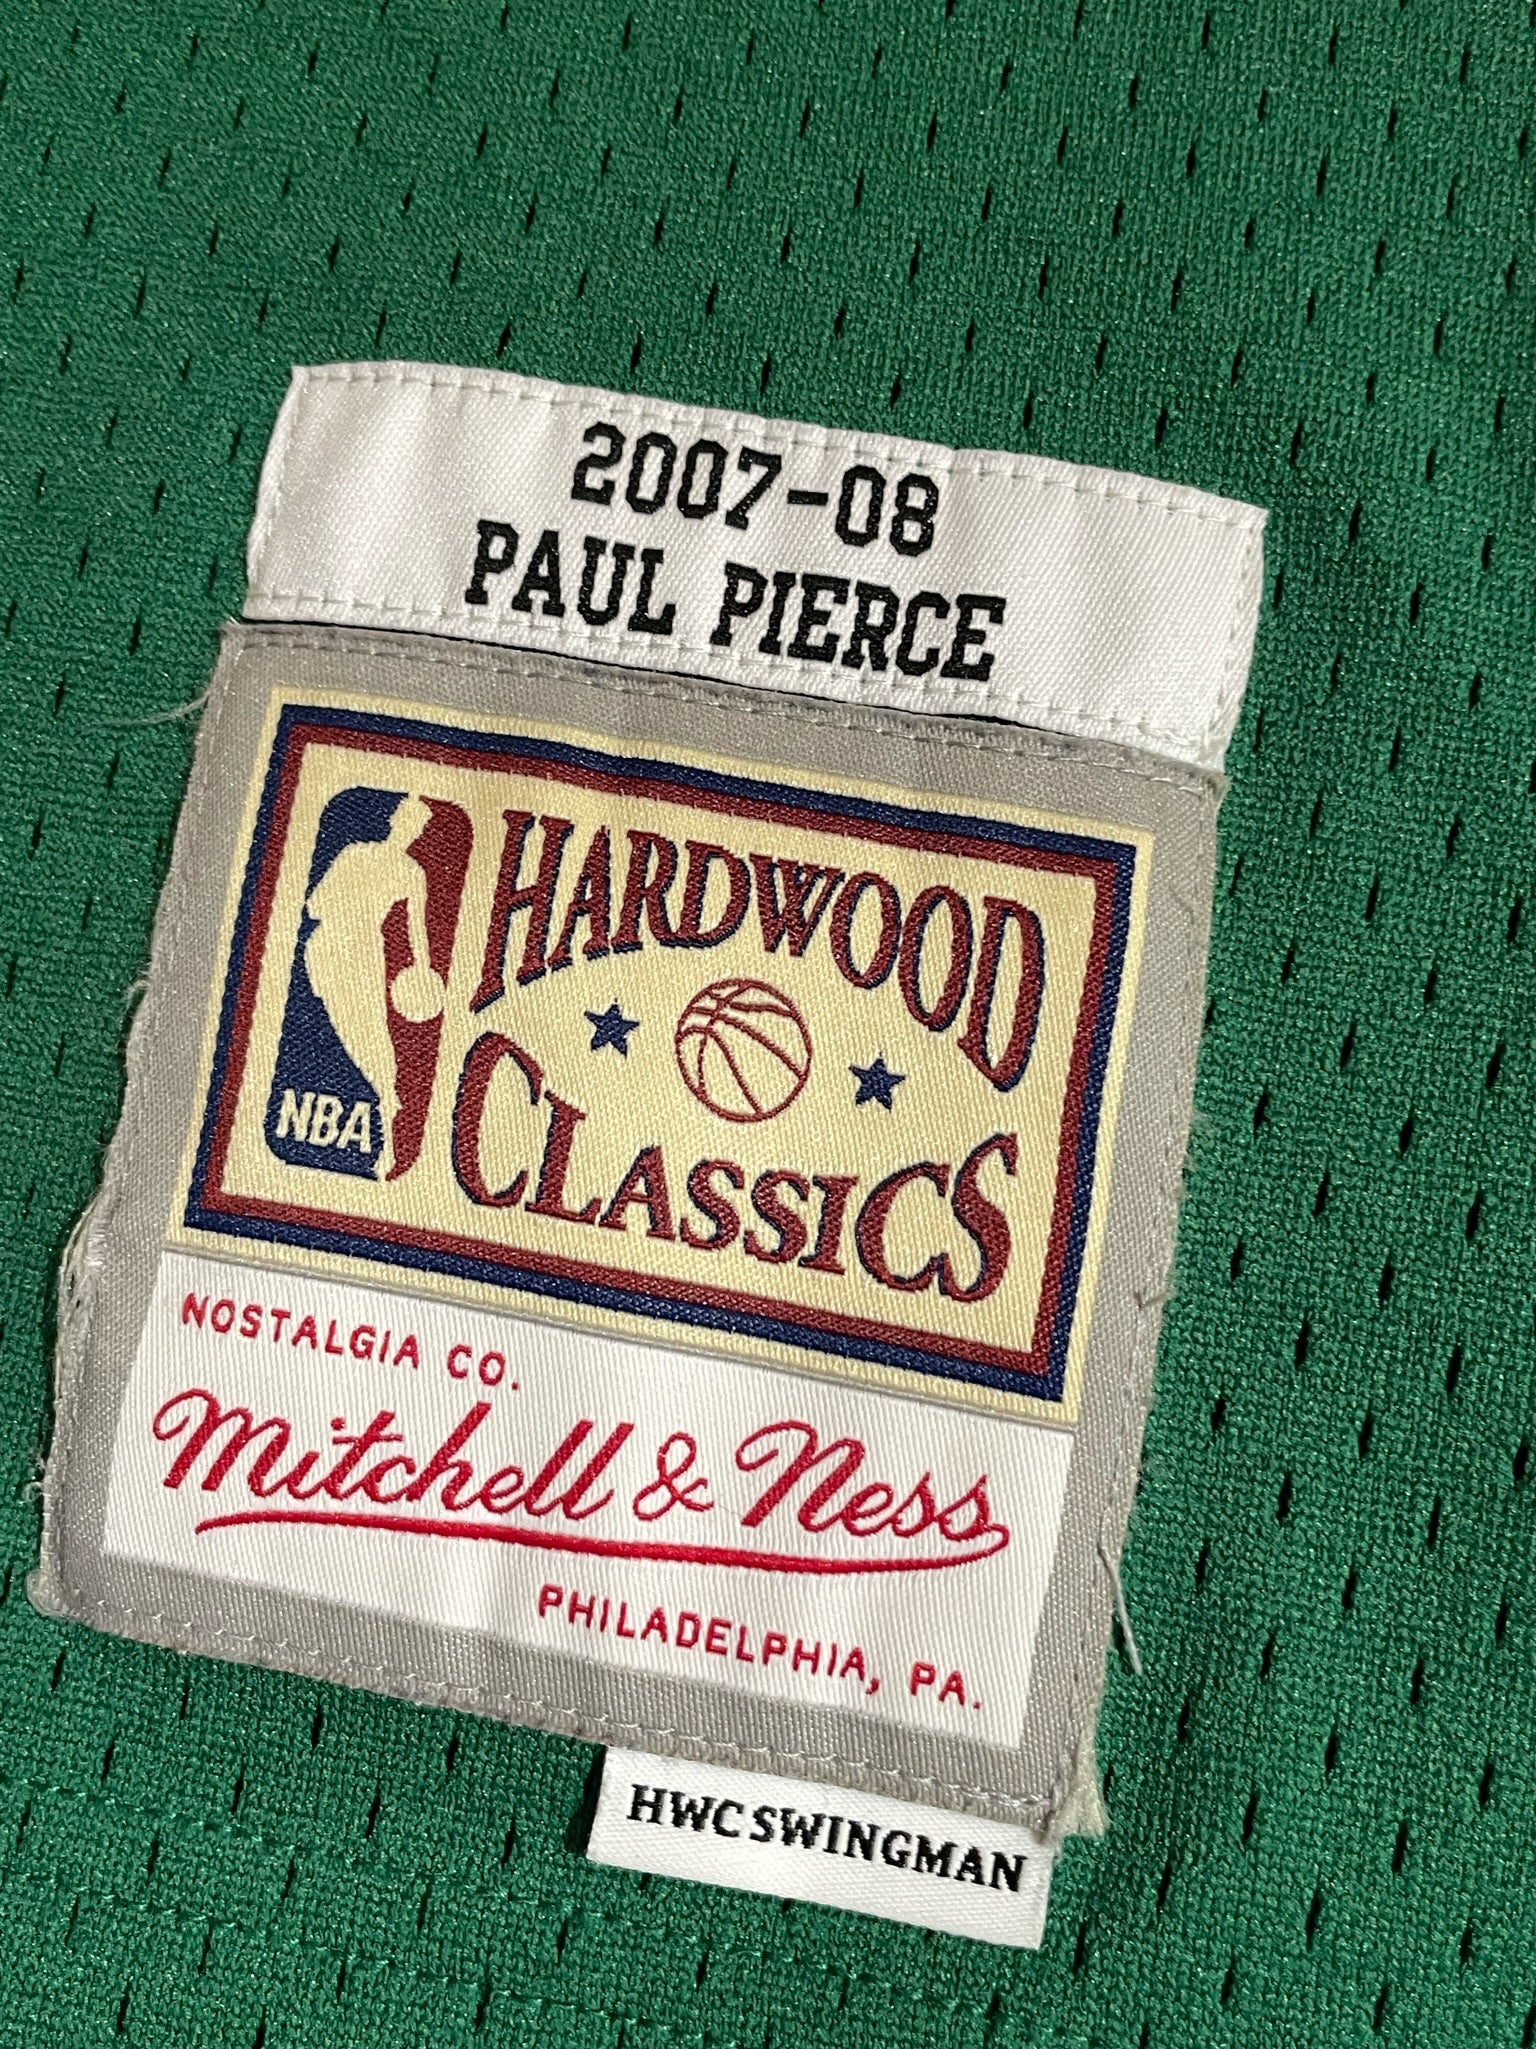 2007-08
PAUL PIERCE
HARDWOOD
CLASSICS
NBA
NOSTALGIA CO.
Mitchell & Ness
PHILADELPHIA, PA.
HWC SWINGMAN